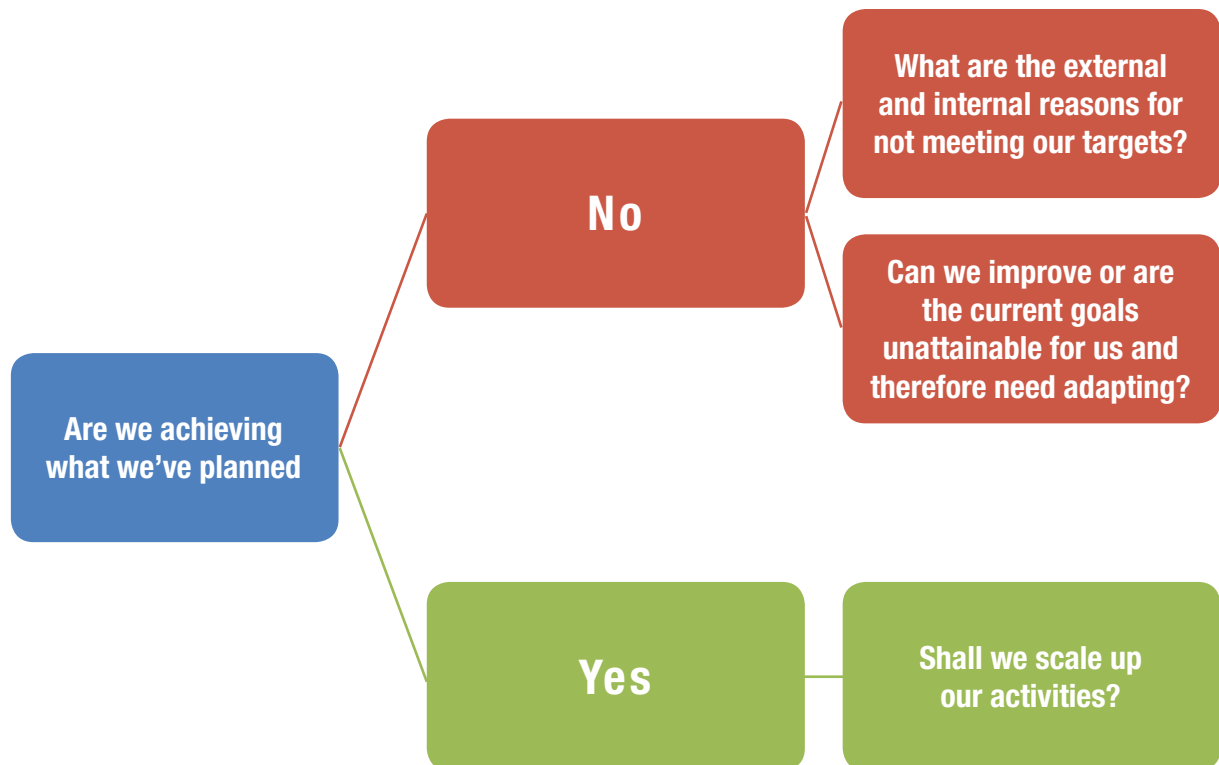 What are the external
and internal reasons for
not meeting our targets?
No
Can we improve or are
the current goals
unattainable for us and
therefore need adapting?
Are we achieving
what we’ve planned
Yes
Shall we scale up
our activities?